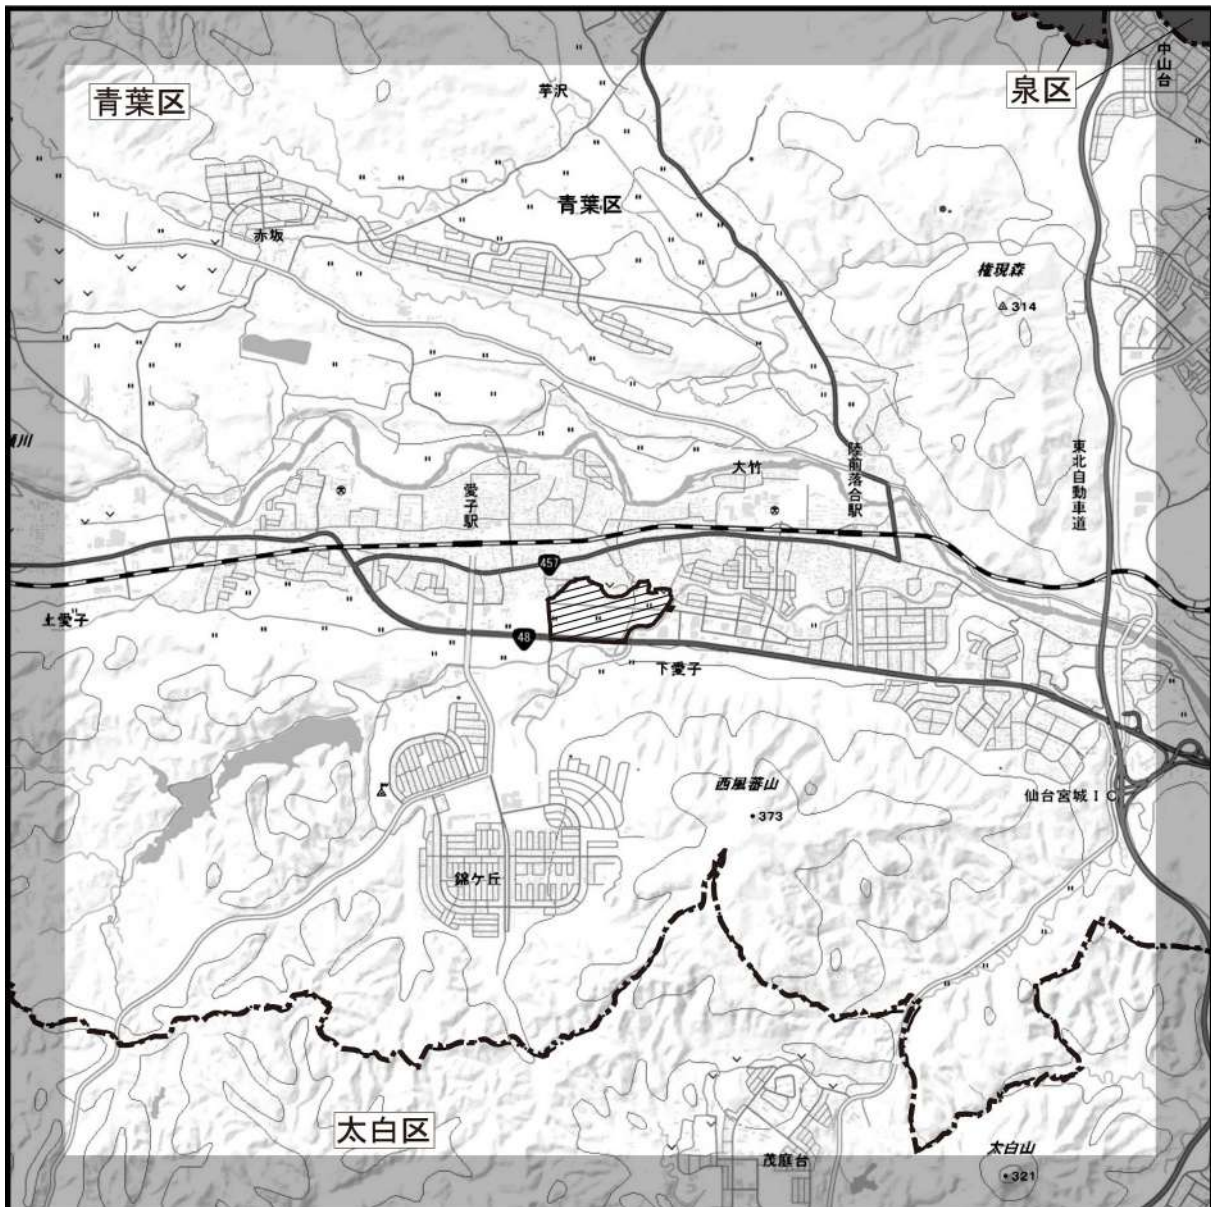 中山台
青葉区
泉区
芋沢
青葉区
赤坂
権現森
314
川
大竹
陸前落合駅
東北自動車道
愛子駅
457
上愛子
48
下愛子
西風蕃山
373
仙台宮城IC
錦ケ丘
太白区
太白山
茂庭台
321